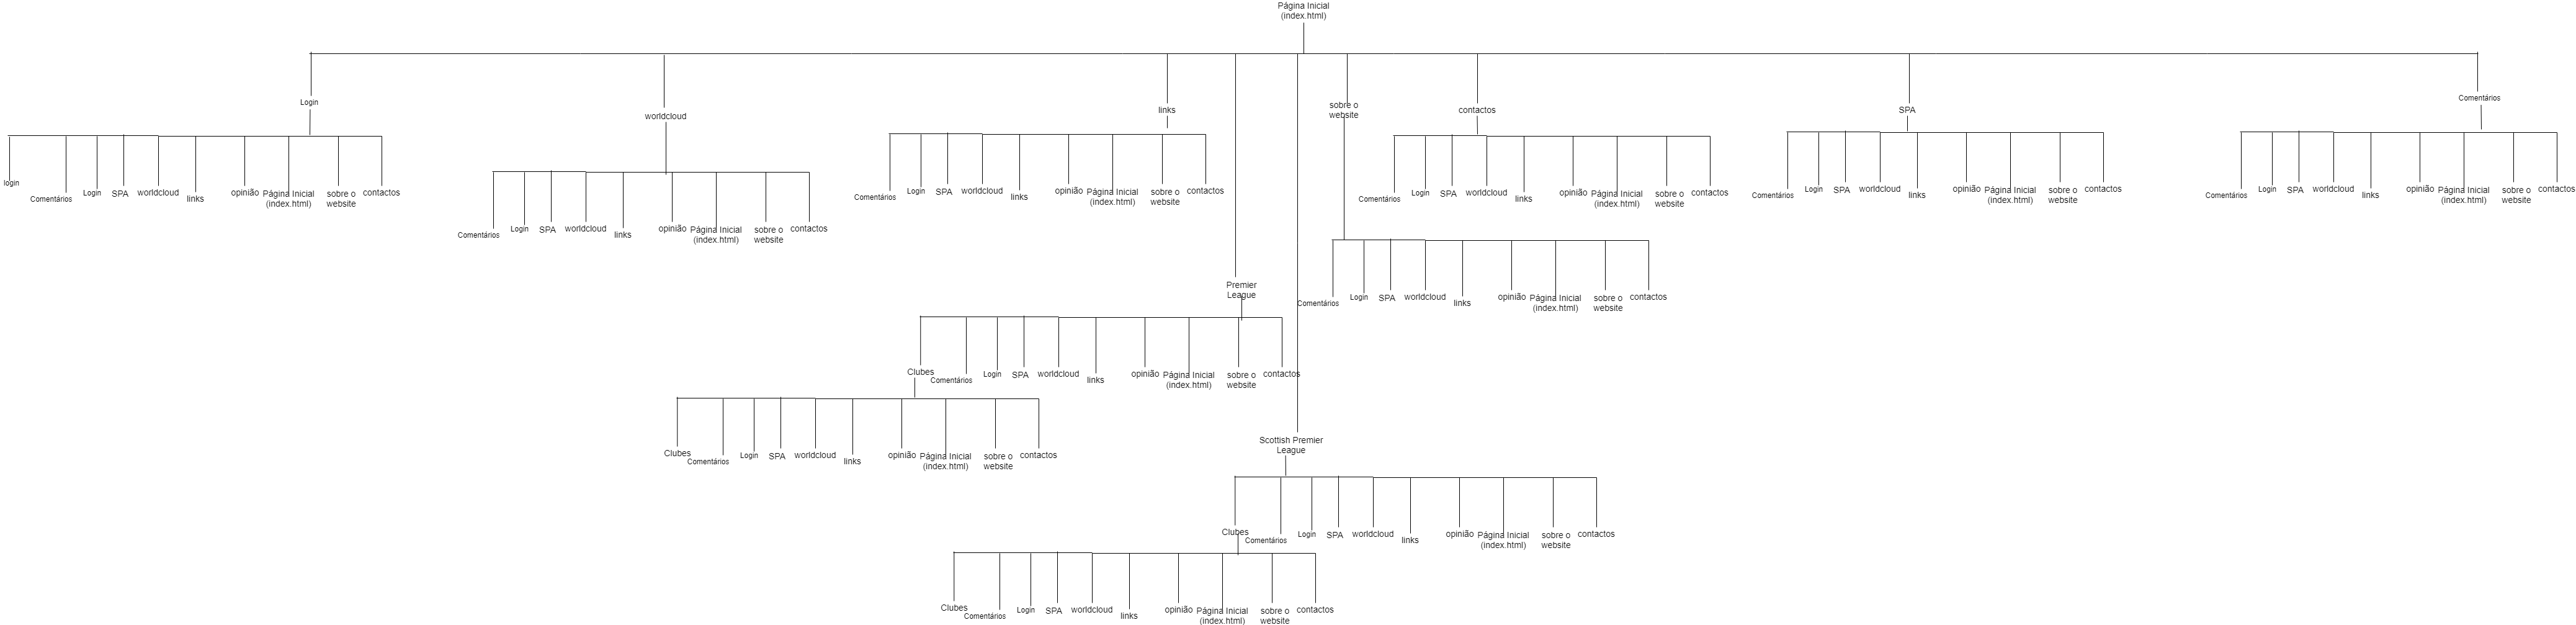 Página Inicial
(index.html)
Login
worldcloud
links
sobre o
website
contactos
SPA
Comentários
login
Comentários
Login
SPA
worldcloud
links
opinião
Página Inicial
(index.html)
sobre o
website
contactos
Comentários
Login
SPA
worldcloud
links
opinião
Página Inicial
(index.html)
sobre o
website
contactos
Comentários
Login
SPA
worldcloud
links
opinião
Página Inicial
(index.html)
sobre o
website
contactos
Comentários
Login
SPA
worldcloud
links
opinião
Página Inicial
(index.html)
sobre o
website
contactos
Comentários
Login
SPA
worldcloud
links
opinião
Página Inicial
(index.html)
sobre o
website
contactos
Comentários
Login
SPA
worldcloud
links
opinião
Página Inicial
(index.html)
sobre o
website
contactos
Comentários
Login
SPA
worldcloud
links
opinião
Página Inicial
(index.html)
sobre o
website
contactos
Premier
League
Clubes
Comentários
Login
SPA
worldcloud
links
opinião
Página Inicial
(index.html)
sobre o
website
contactos
Clubes
Comentários
Login
SPA
worldcloud
links
opinião
Página Inicial
(index.html)
sobre o
website
contactos
Scottish Premier
League
Clubes
Comentários
Login
SPA
worldcloud
links
opinião
Página Inicial
(index.html)
sobre o
website
contactos
Clubes
Comentários
Login
SPA
worldcloud
links
opinião
Página Inicial
(index.html)
sobre o
website
contactos